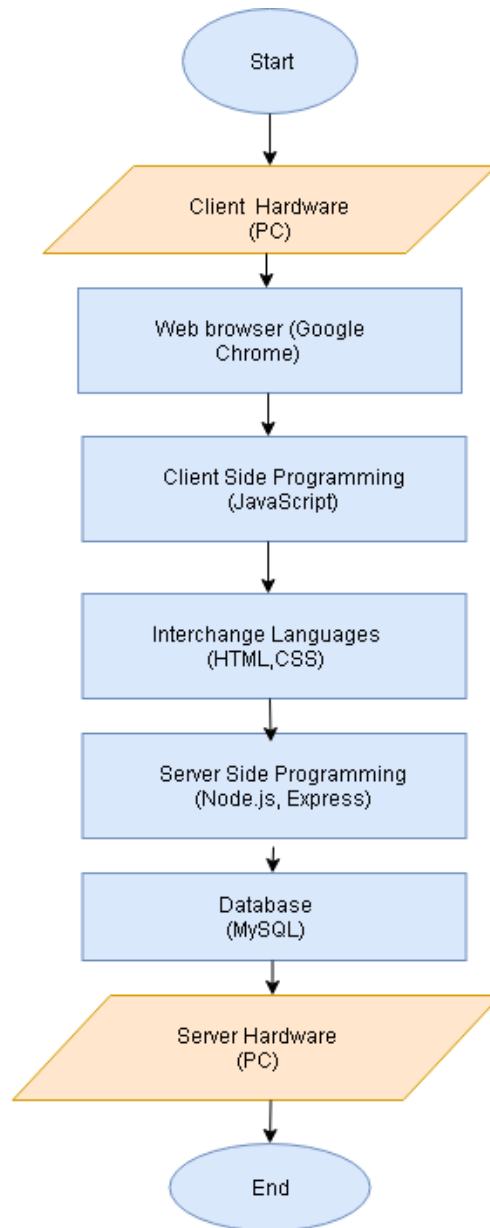 Start
Client Hardware
(PC)
Web browser (Google
Chrome)
Client Side Programming
(JavaScript)
Interchange Languages
(HTML,CSS)
Server Side Programming
(Node.js, Express)
Database
(MySQL)
Server Hardware
(PC)
End